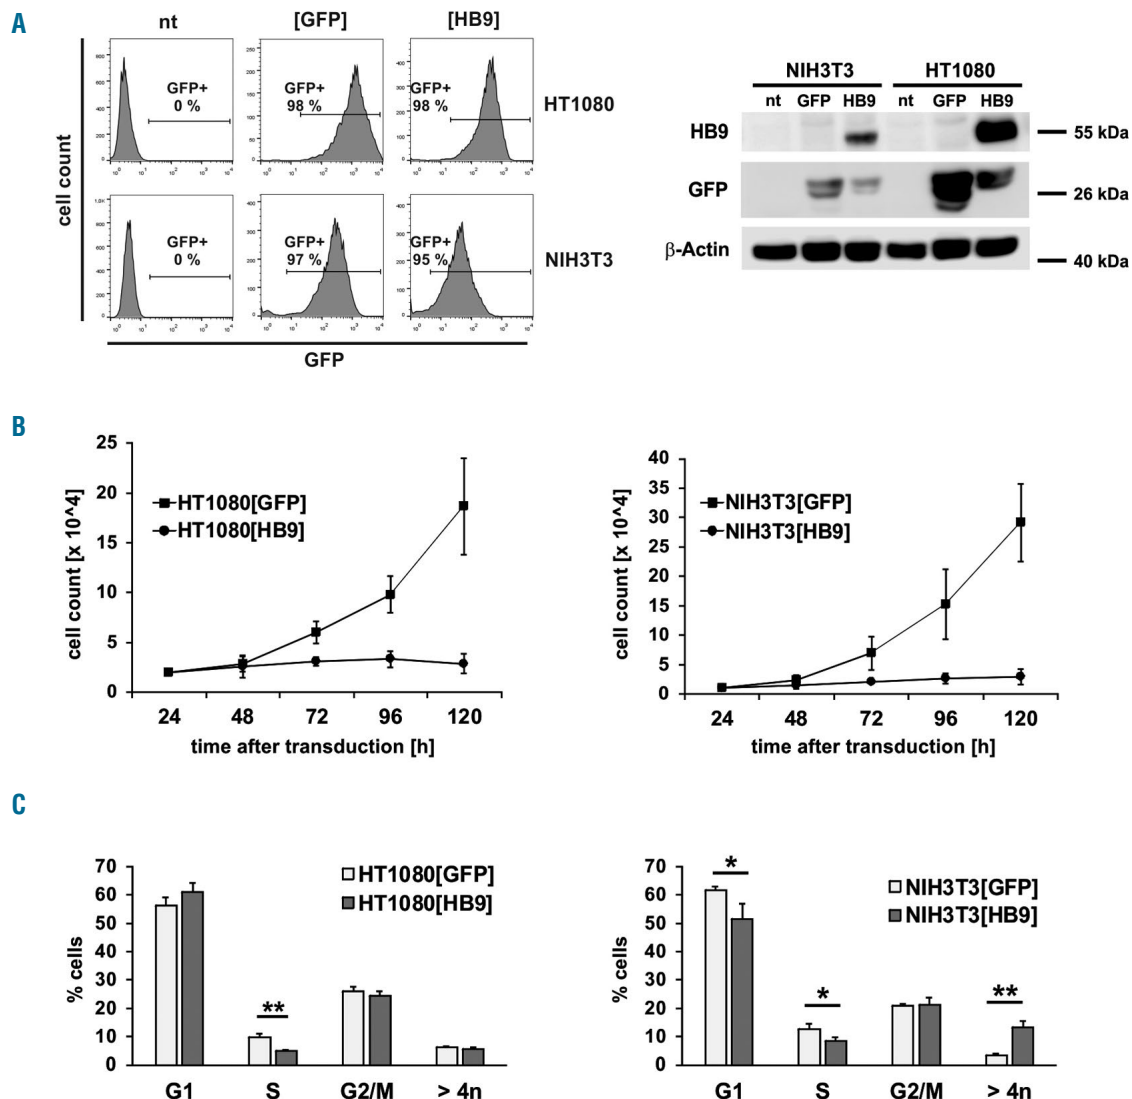 A
nt [GFP] [HB9]
GFP+
0 %
GFP+
98 %
GFP+
98 %
HT1080
GFP+
0 %
GFP+
97 %
GFP+
95 %
NIH3T3
cell count
GFP
NIH3T3 HT1080
nt GFP HB9 nt GFP HB9
HB9
55 kDa
GFP
26 kDa
β-Actin
40 kDa
B
25
20
15
10
5
0
cell count [x 10^4]
HT1080[GFP]
HT1080[HB9]
24 48 72 96 120
time after transduction [h]
40
35
30
25
20
15
10
5
0
cell count [x 10^4]
NIH3T3[GFP]
NIH3T3[HB9]
24 48 72 96 120
time after transduction [h]
C
70
60
50
40
30
20
10
0
% cells
HT1080[GFP]
HT1080[HB9]
**
G1 S G2/M > 4n
70
60
50
40
30
20
10
0
% cells
NIH3T3[GFP]
NIH3T3[HB9]
*
*
**
G1 S G2/M > 4n